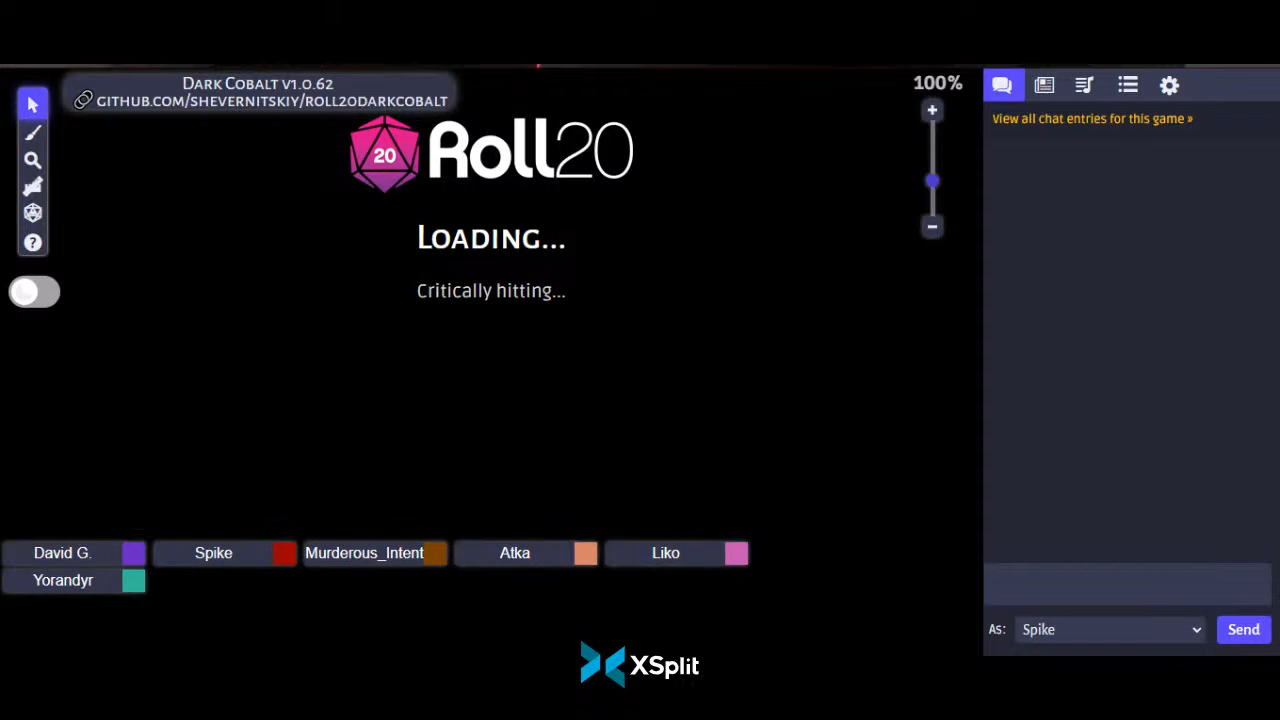 Dark Cobalt v1.0.62
github.com/shevernitskiy/roll20darkcobalt
100%
+
20
Roll20
View all chat entries for this game »
Loading...
−
Critically hitting...
?
David G.
Spike
Murderous_Intent
Atka
Liko
Yorandyr
As:
Spike
Send
XSplit